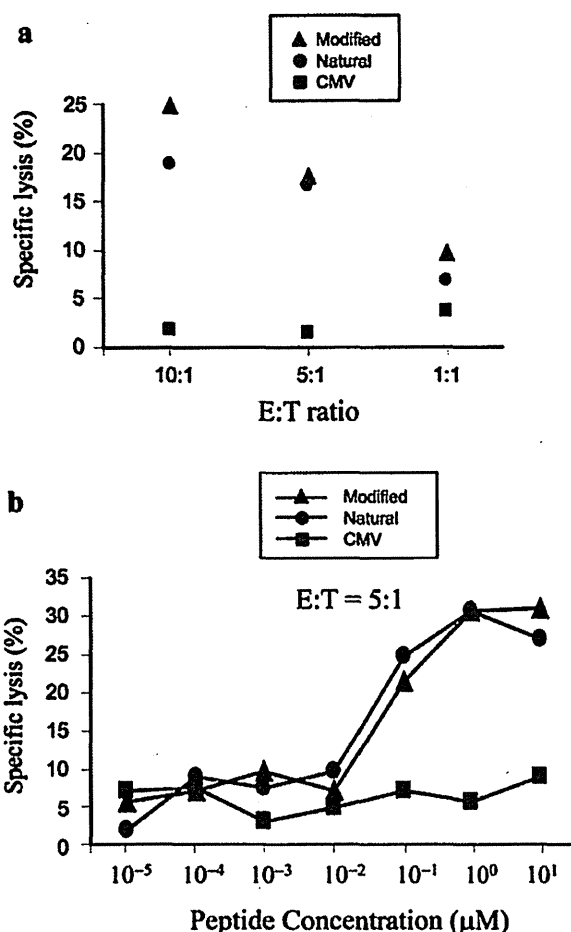 a
Modified
Natural
CMV
Specific lysis (%)
25
20
15
10
5
0
10:1 5:1 1:1
E:T ratio
b
Modified
Natural
CMV
E:T = 5:1
Specific lysis (%)
35
30
25
20
15
10
5
0
10⁻⁵ 10⁻⁴ 10⁻³ 10⁻² 10⁻¹ 10⁰ 10¹
Peptide Concentration (μM)